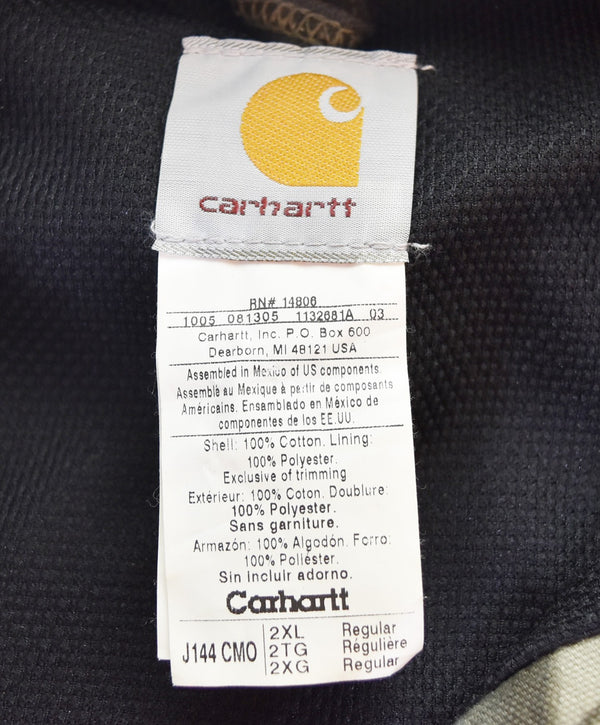 carhartt
RN# 14806
1005 081305 1132681A 03
Carhartt, Inc. P.O. Box 600
Dearborn, MI 48121 USA
Assembled in Mexico of US components.
Assemblé au Mexique à partir de composants
Américains. Ensamblado en México de
componentes de los EE.UU.
Shell: 100% Cotton. Lining:
100% Polyester.
Exclusive of trimming
Extérieur: 100% Coton. Doublure:
100% Polyester.
Sans garniture.
Armazón: 100% Algodón. Forro:
100% Poliéster.
Sin incluir adorno.
Carhartt
J144 CMO 2XL Regular
2TG Régulière
2XG Regular